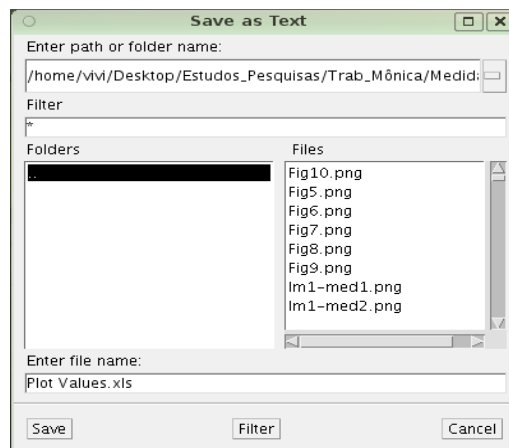 Save as Text
Enter path or folder name:
/home/vivi/Desktop/Estudos_Pesquisas/Trab_Mônica/Medida
Filter
*
Folders
Files
..
Fig10.png
Fig5.png
Fig6.png
Fig7.png
Fig8.png
Fig9.png
Im1-med1.png
Im1-med2.png
Enter file name:
Plot Values.xls
Save
Filter
Cancel